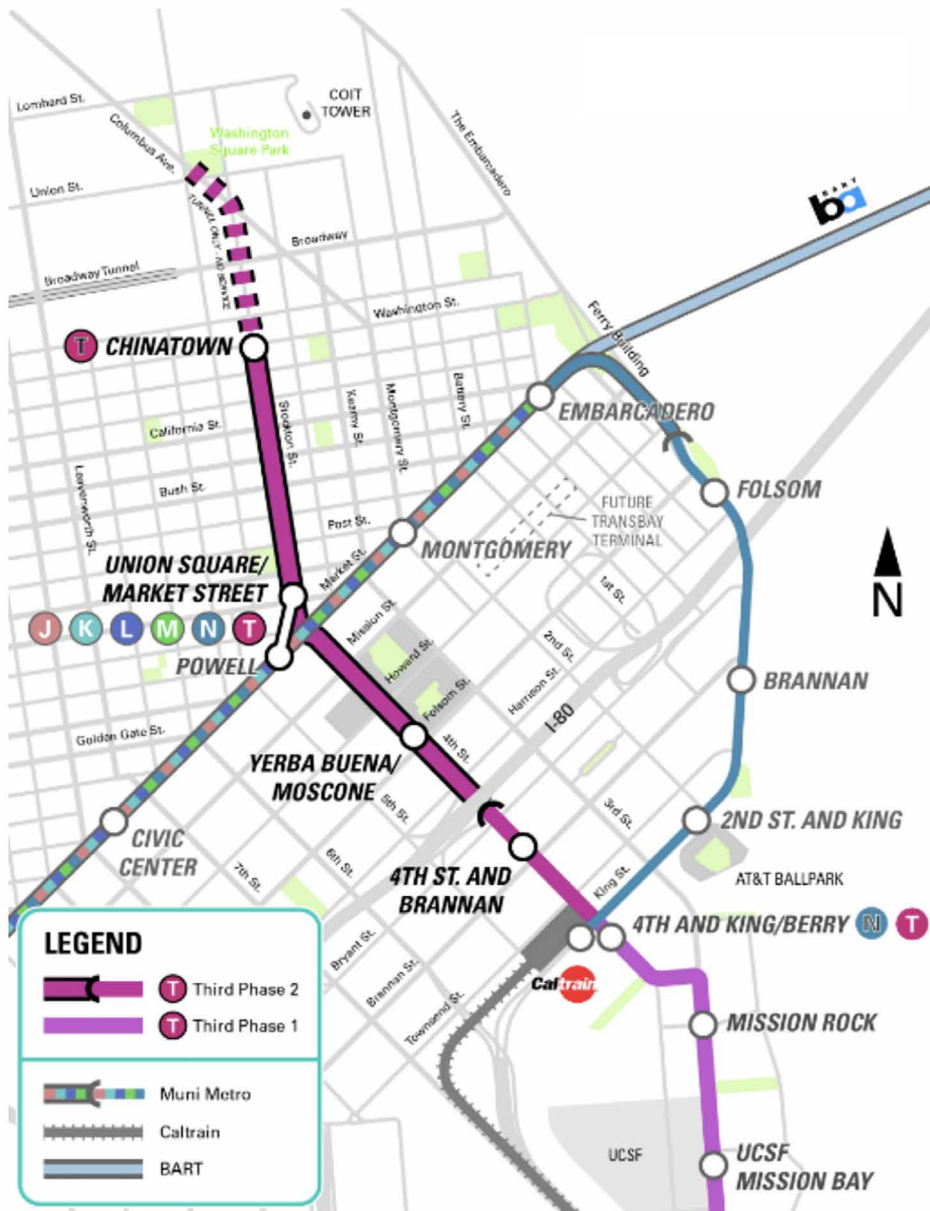 Lombard St.
COIT
TOWER
Columbus Ave.
Washington
Square Park
The Embarcadero
Union St.
TUNNEL ONLY - NO SERVICE
BART
ba
Broadway
Broadway Tunnel
Washington St.
Ferry Building
T CHINATOWN
Stockton St.
Kearny St.
Montgomery St.
Battery St.
EMBARCADERO
California St.
Leavenworth St.
Bush St.
FOLSOM
Post St.
Market St.
MONTGOMERY
FUTURE
TRANSBAY
TERMINAL
N
UNION SQUARE/
MARKET STREET
J K L M N T
POWELL
1st St.
Mission St.
Howard St.
Folsom St.
2nd St.
Harrison St.
I-80
BRANNAN
Golden Gate St.
4th St.
YERBA BUENA/
MOSCONE
5th St.
3rd St.
2ND ST. AND KING
CIVIC
CENTER
6th St.
7th St.
4TH ST. AND
BRANNAN
King St.
AT&T BALLPARK
4TH AND KING/BERRY N T
Bryant St.
Brannan St.
Townsend St.
Caltrain
MISSION ROCK
UCSF
UCSF
MISSION BAY
LEGEND
T Third Phase 2
T Third Phase 1
Muni Metro
Caltrain
BART